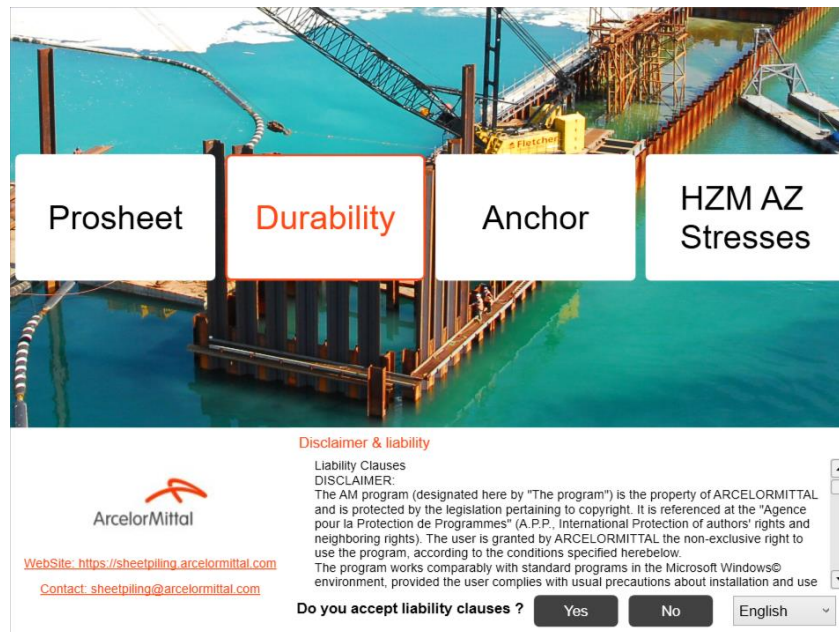 Fletcher
Prosheet
Durability
Anchor
HZM AZ
Stresses
ArcelorMittal
WebSite: https://sheetpiling.arcelormittal.com
Contact: sheetpiling@arcelormittal.com
Disclaimer & liability
Liability Clauses
DISCLAIMER:
The AM program (designated here by "The program") is the property of ARCELORMITTAL
and is protected by the legislation pertaining to copyright. It is referenced at the "Agence
pour la Protection de Programmes" (A.P.P., International Protection of authors' rights and
neighboring rights). The user is granted by ARCELORMITTAL the non-exclusive right to
use the program, according to the conditions specified herebelow.
The program works comparably with standard programs in the Microsoft Windows©
environment, provided the user complies with usual precautions about installation and use
Do you accept liability clauses ?
Yes
No
English